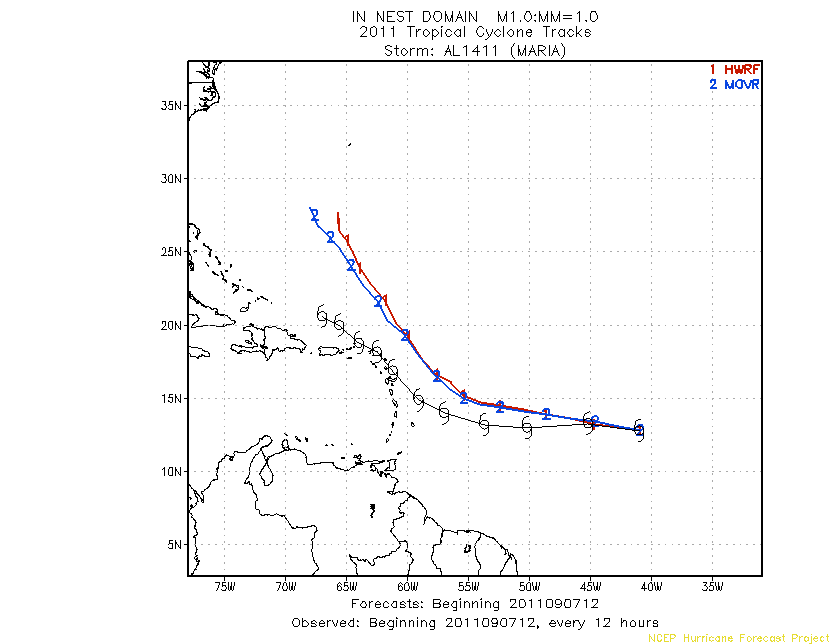 IN NEST DOMAIN M1.0:MM=1.0
2011 Tropical Cyclone Tracks
Storm: AL1411 (MARIA)
1 HWRF
2 MOVR
35N
30N
25N
20N
15N
10N
5N
75W 70W 65W 60W 55W 50W 45W 40W 35W
Forecasts: Beginning 2011090712
Observed: Beginning 2011090712, every 12 hours
NCEP Hurricane Forecast Project